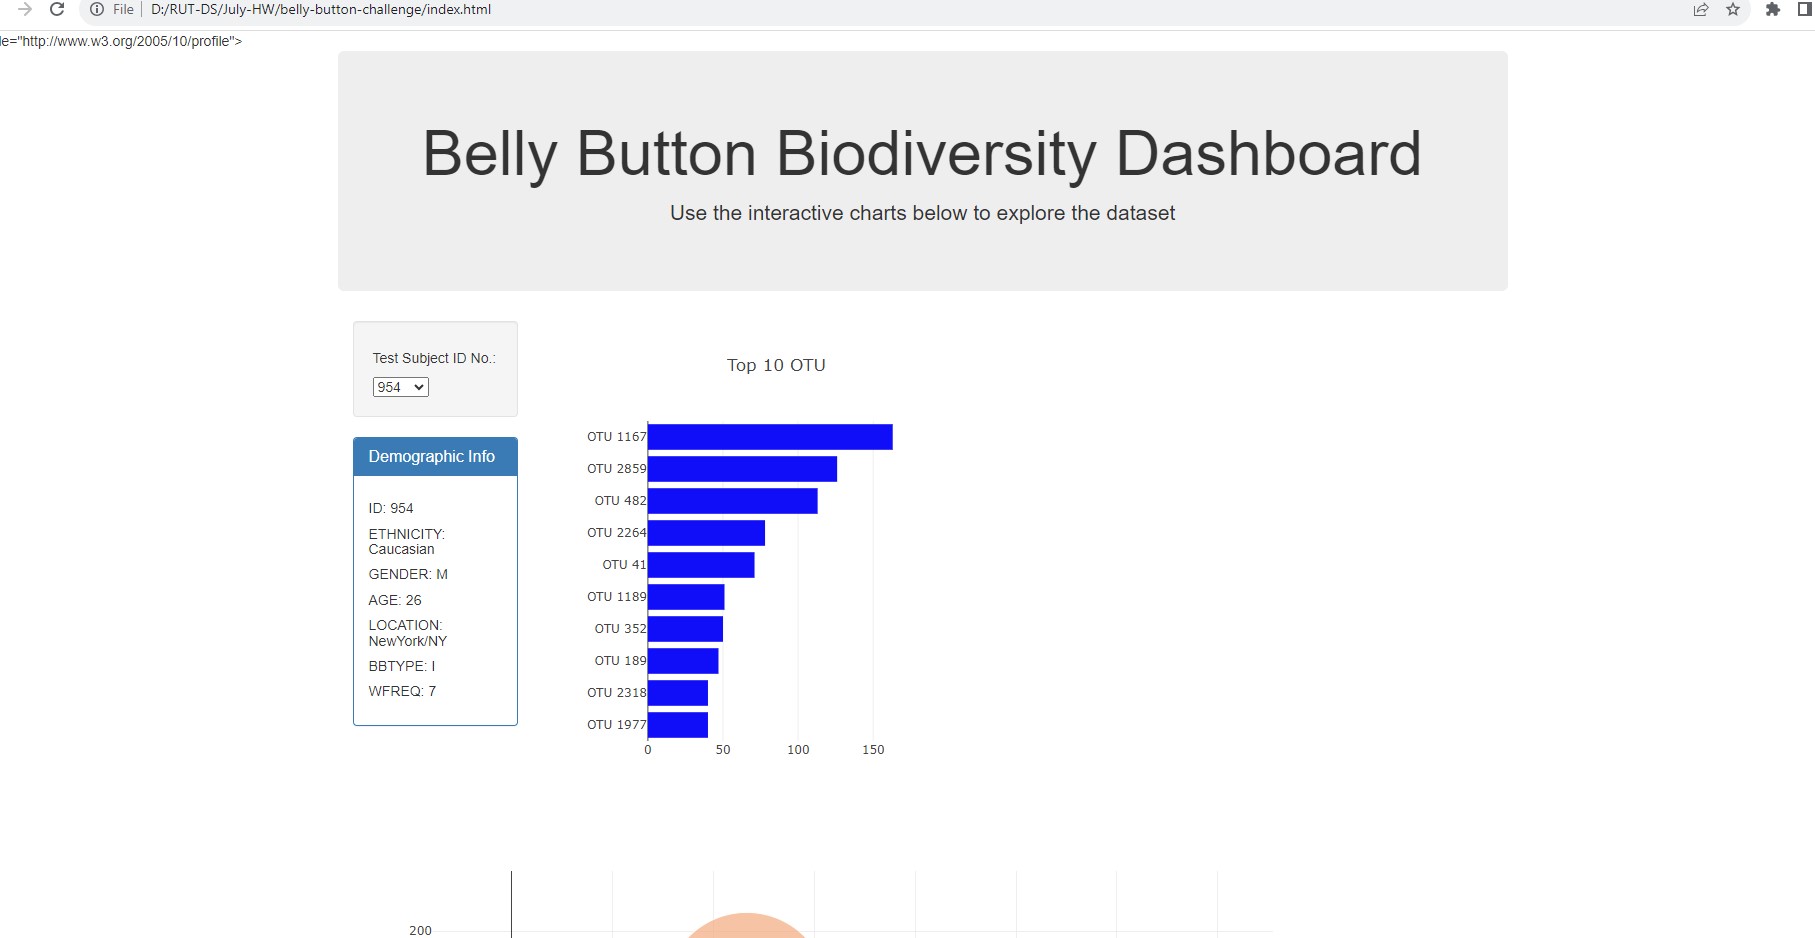 File D:/RUT-DS/July-HW/belly-button-challenge/index.html
le="http://www.w3.org/2005/10/profile">
Belly Button Biodiversity Dashboard
Use the interactive charts below to explore the dataset
Test Subject ID No.:
954
Demographic Info
ID: 954
ETHNICITY:
Caucasian
GENDER: M
AGE: 26
LOCATION:
NewYork/NY
BBTYPE: I
WFREQ: 7
Top 10 OTU
OTU 1167
OTU 2859
OTU 482
OTU 2264
OTU 41
OTU 1189
OTU 352
OTU 189
OTU 2318
OTU 1977
0 50 100 150
200